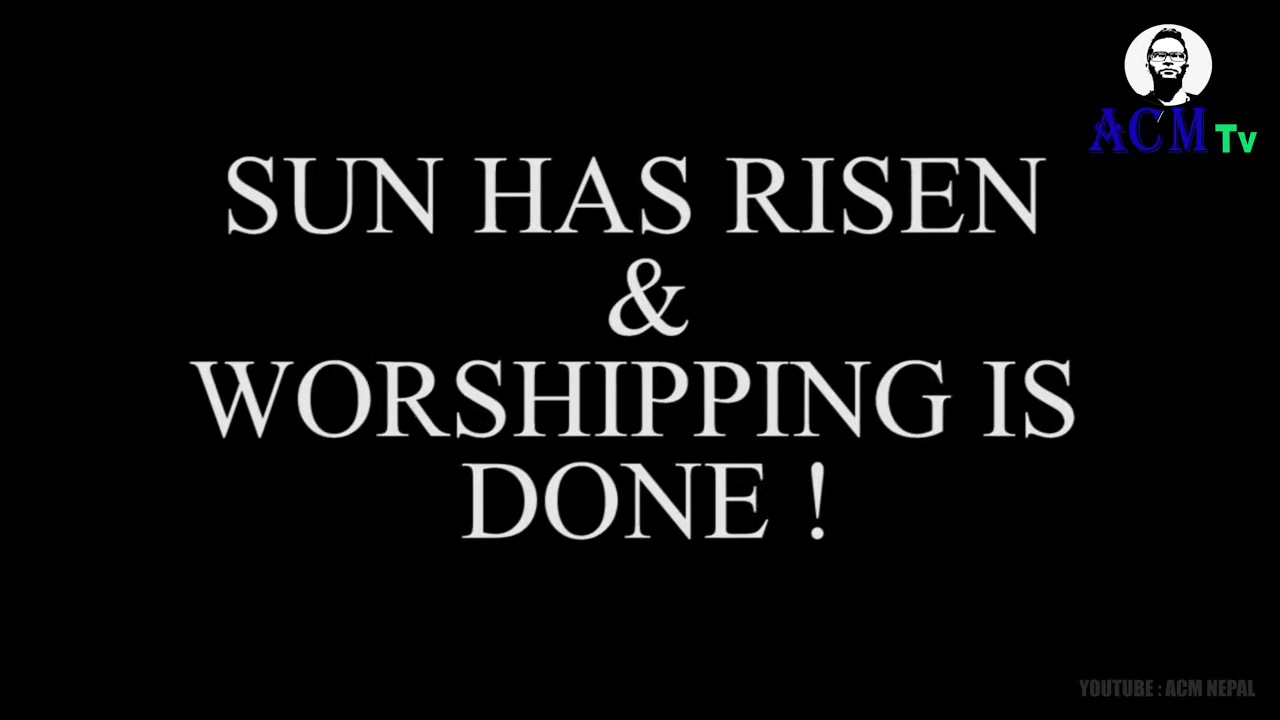 ACM Tv
SUN HAS RISEN
&
WORSHIPPING IS
DONE !
YOUTUBE : ACM NEPAL